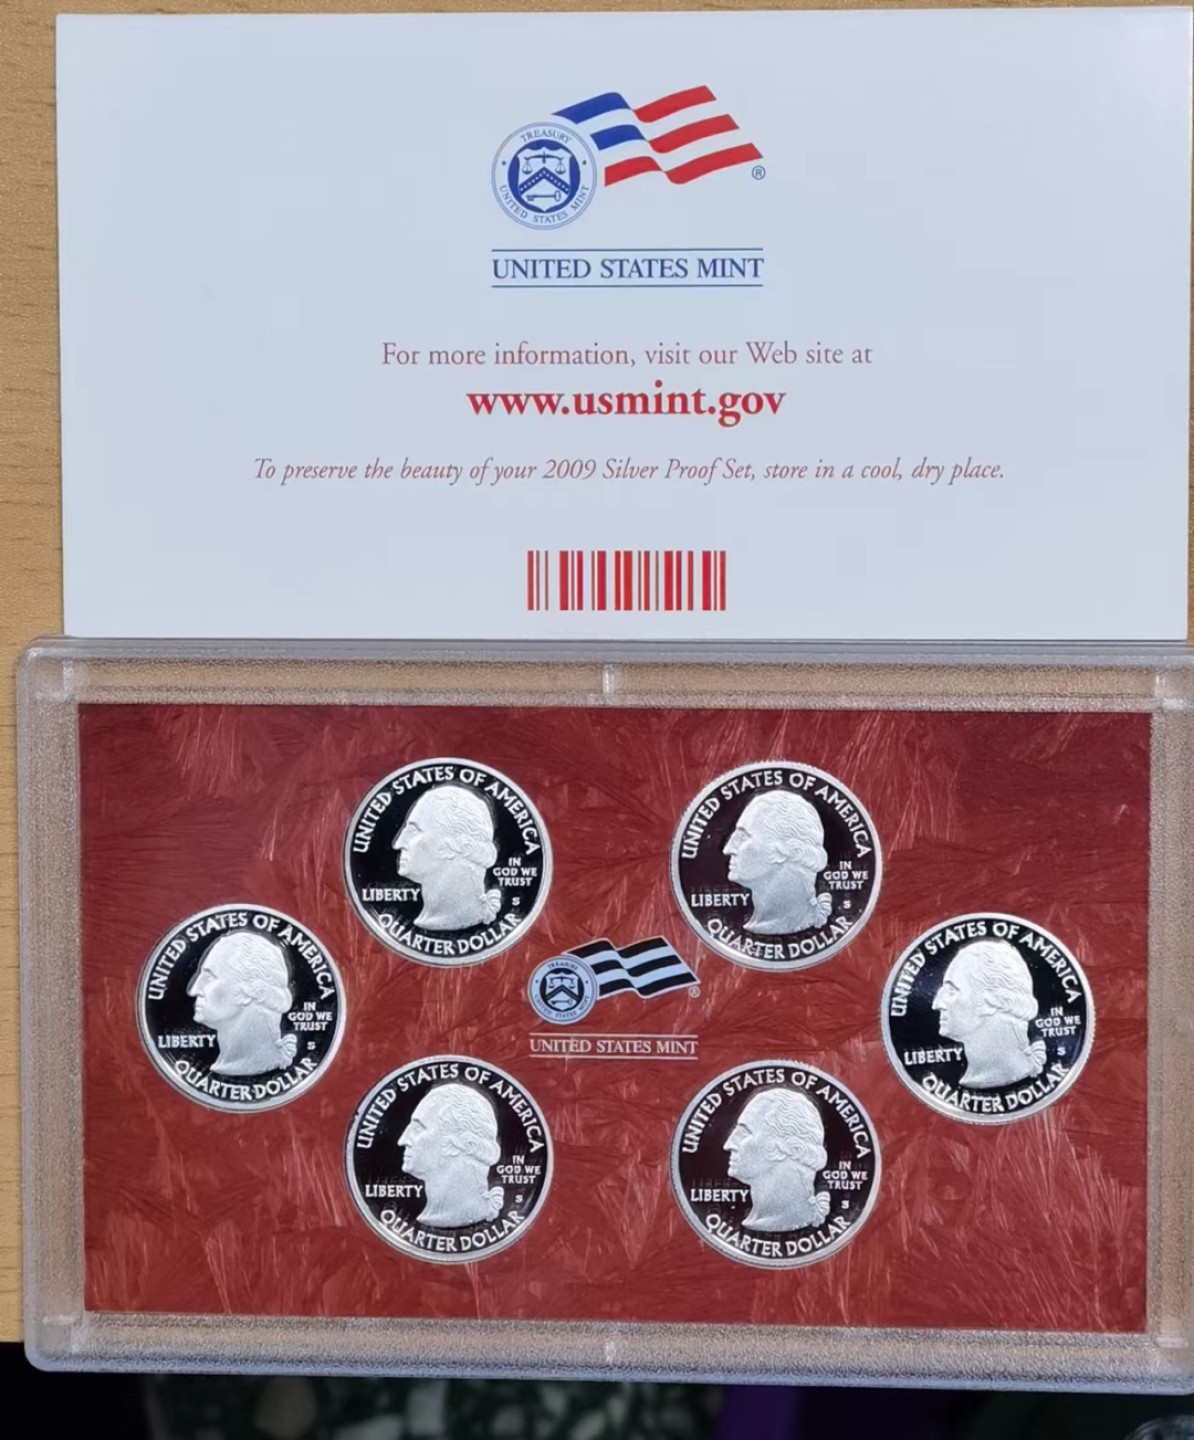 TREASURY
UNITED STATES MINT
®
UNITED STATES MINT
For more information, visit our Web site at
www.usmint.gov
To preserve the beauty of your 2009 Silver Proof Set, store in a cool, dry place.
UNITED STATES OF AMERICA
LIBERTY
IN
GOD WE
TRUST
S
QUARTER DOLLAR
UNITED STATES OF AMERICA
LIBERTY
IN
GOD WE
TRUST
S
QUARTER DOLLAR
UNITED STATES OF AMERICA
LIBERTY
IN
GOD WE
TRUST
S
QUARTER DOLLAR
TREASURY
UNITED STATES MINT
®
UNITED STATES MINT
UNITED STATES OF AMERICA
LIBERTY
IN
GOD WE
TRUST
S
QUARTER DOLLAR
UNITED STATES OF AMERICA
LIBERTY
IN
GOD WE
TRUST
S
QUARTER DOLLAR
UNITED STATES OF AMERICA
LIBERTY
IN
GOD WE
TRUST
S
QUARTER DOLLAR